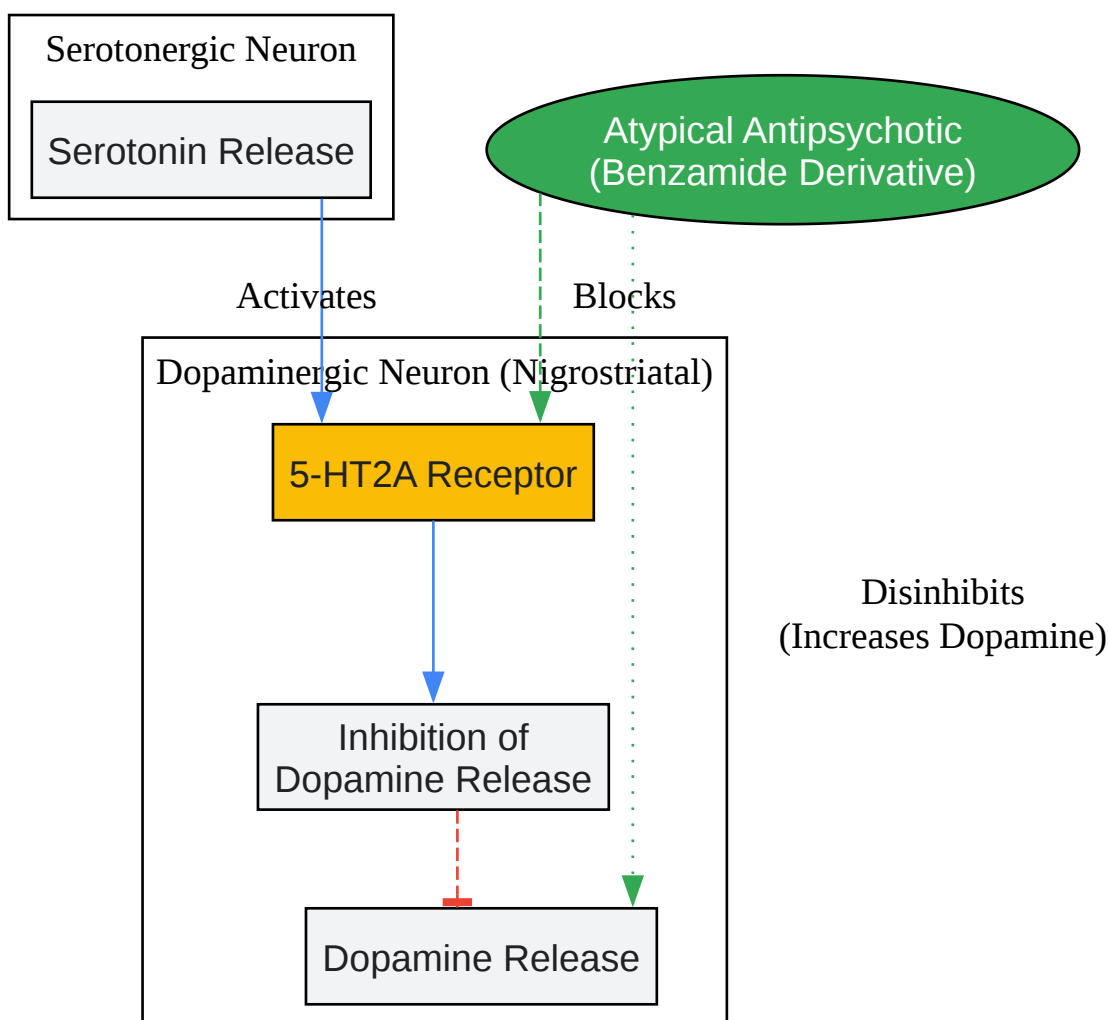 Serotonergic Neuron
Serotonin Release
Atypical Antipsychotic
(Benzamide Derivative)
Activates
Blocks
Dopaminergic Neuron (Nigrostriatal)
5-HT2A Receptor
Disinhibits
(Increases Dopamine)
Inhibition of
Dopamine Release
Dopamine Release